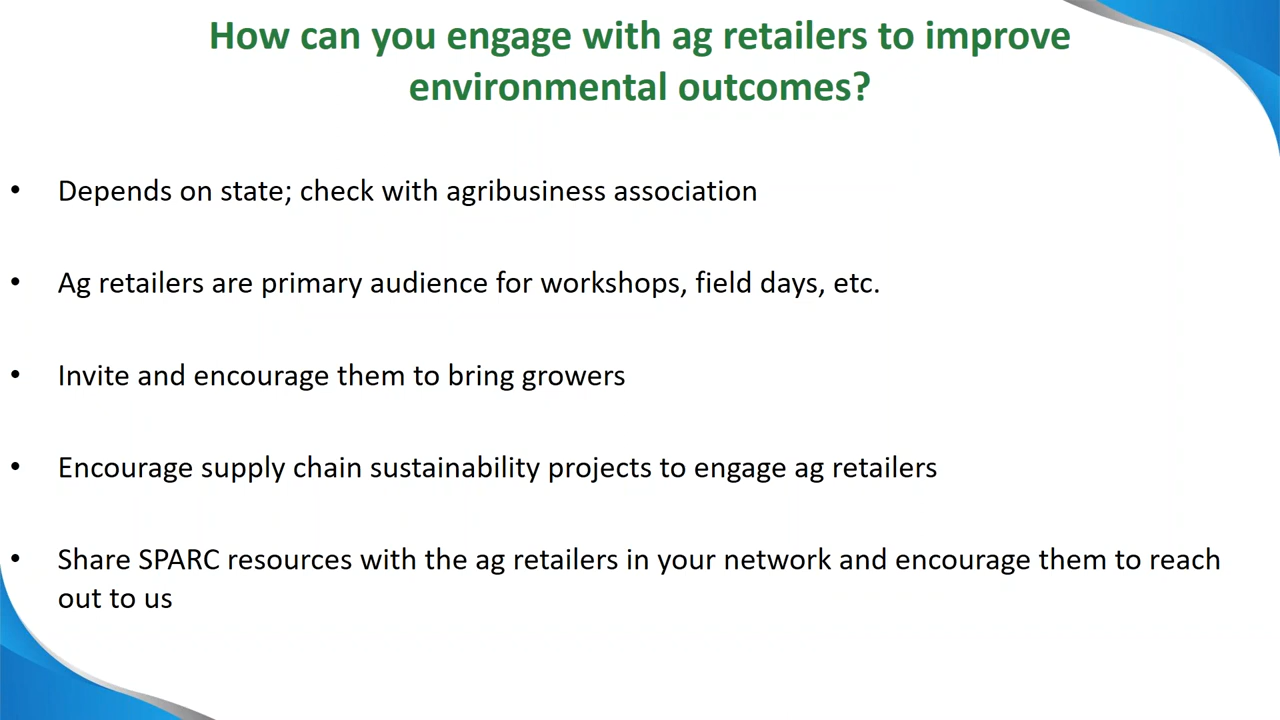 How can you engage with ag retailers to improve
environmental outcomes?
• Depends on state; check with agribusiness association
• Ag retailers are primary audience for workshops, field days, etc.
• Invite and encourage them to bring growers
• Encourage supply chain sustainability projects to engage ag retailers
• Share SPARC resources with the ag retailers in your network and encourage them to reach
out to us